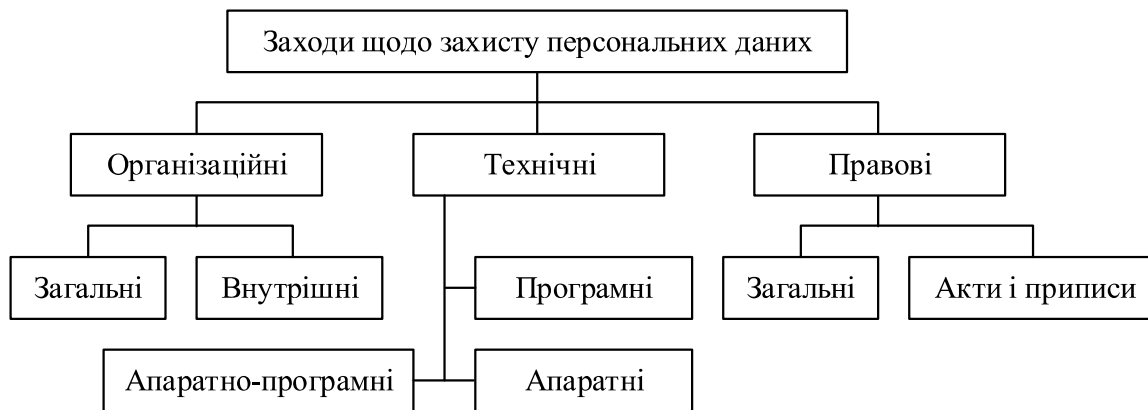 Заходи щодо захисту персональних даних
Організаційні
Технічні
Правові
Загальні
Внутрішні
Програмні
Загальні
Акти і приписи
Апаратно-програмні
Апаратні